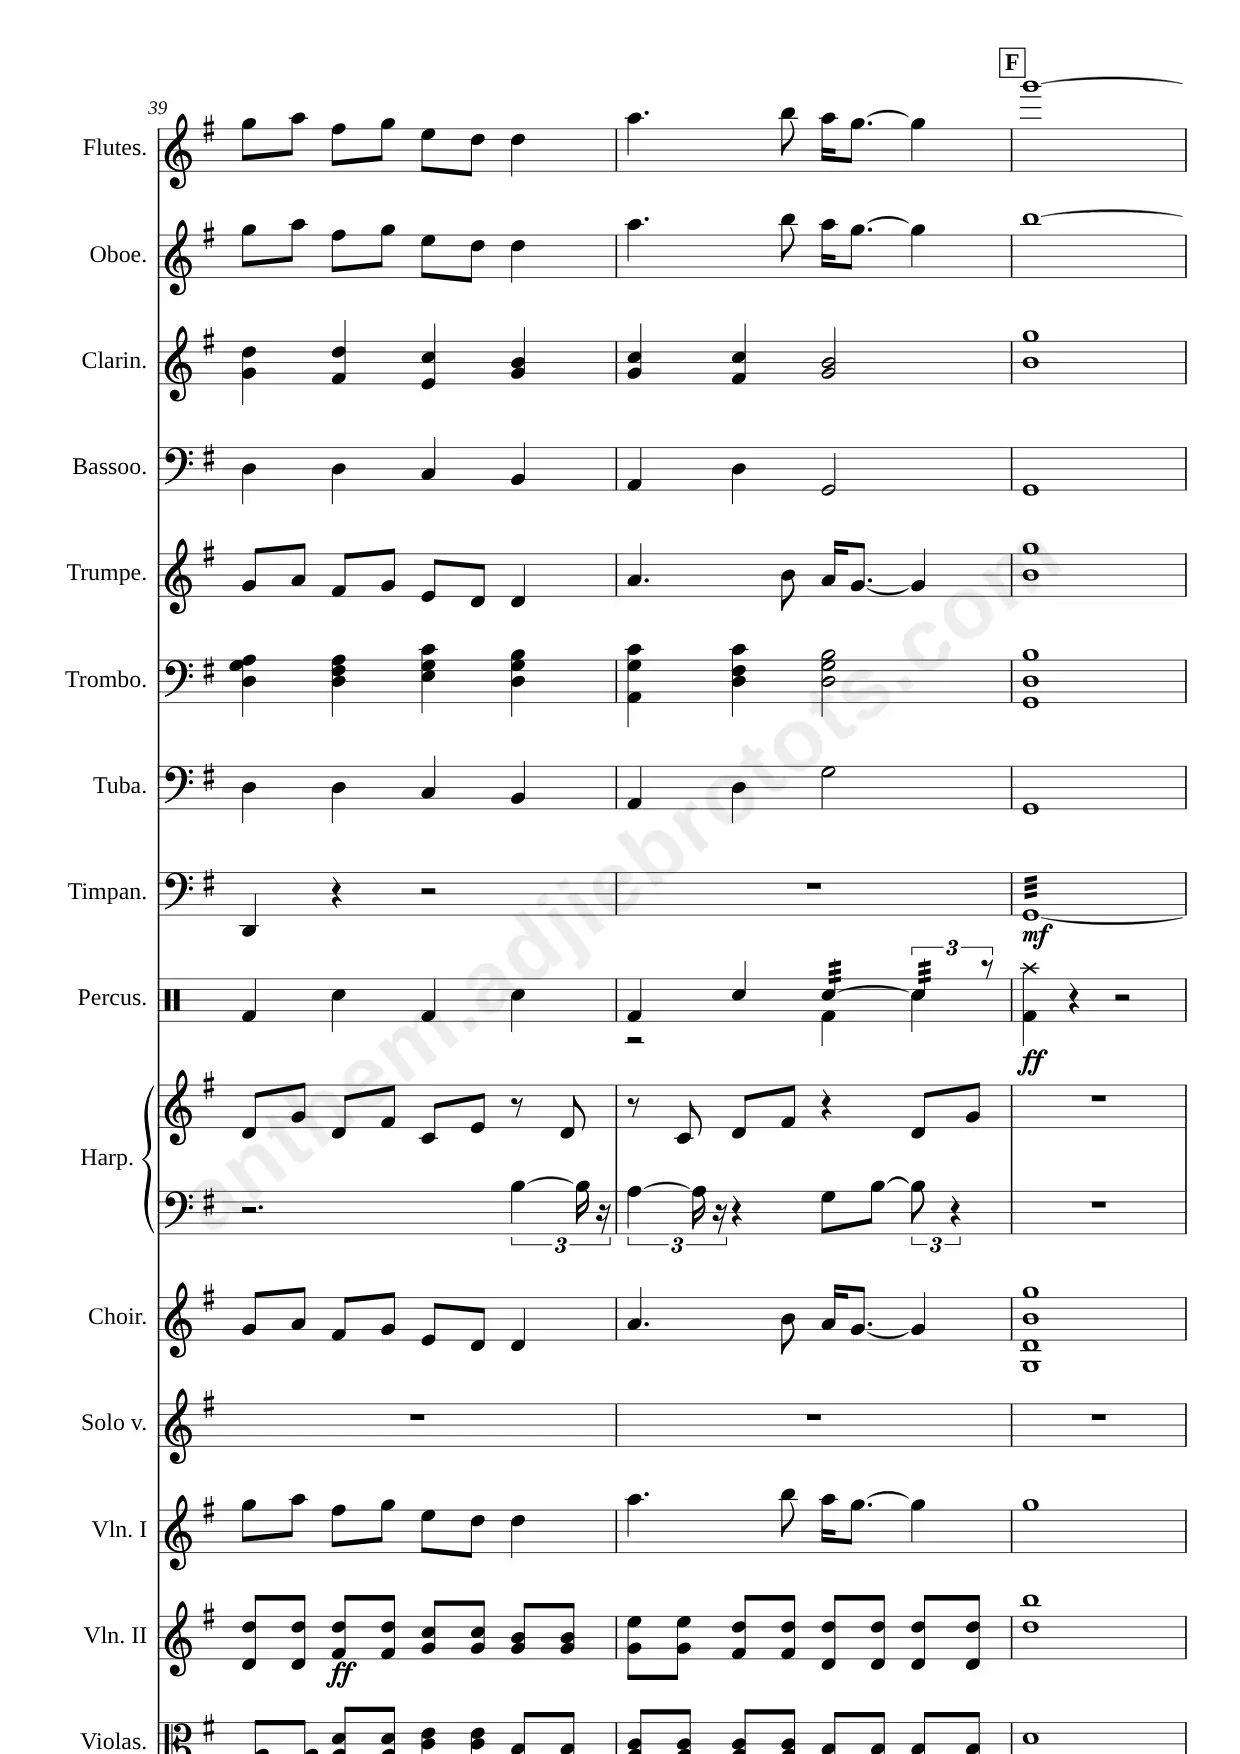 F
39
Flutes.
Oboe.
Clarin.
Bassoo.
Trumpe.
Trombo.
Tuba.
Timpan.
mf
3
Percus.
ff
Harp.
3 3 3
Choir.
Solo v.
Vln. I
Vln. II
ff
Violas.
anthem.adjiebrotots.com